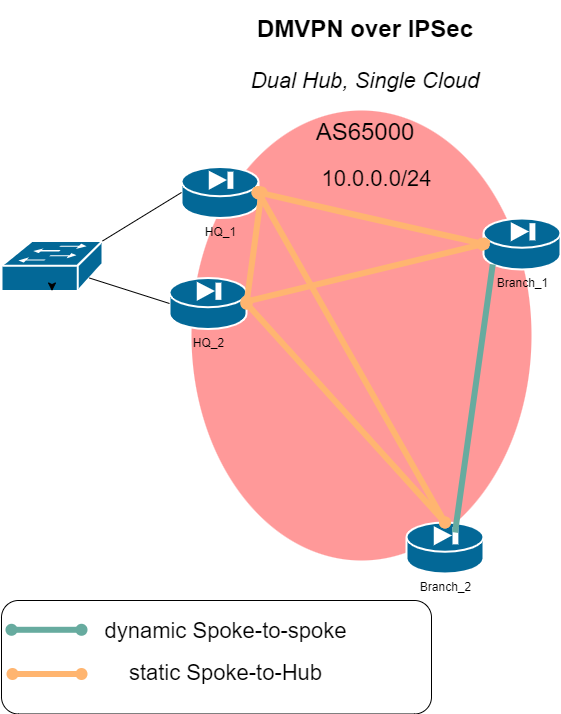 DMVPN over IPSec
Dual Hub, Single Cloud
AS65000
10.0.0.0/24
HQ_1
HQ_2
Branch_1
Branch_2
dynamic Spoke-to-spoke
static Spoke-to-Hub